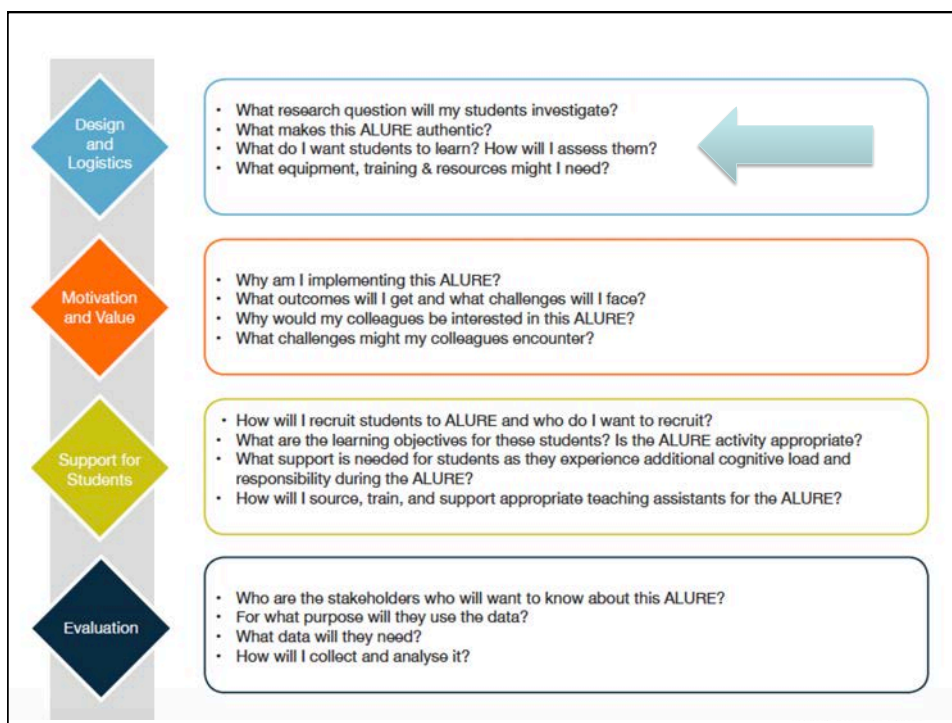 Design
and
Logistics
• What research question will my students investigate?
• What makes this ALURE authentic?
• What do I want students to learn? How will I assess them?
• What equipment, training & resources might I need?
Motivation
and Value
• Why am I implementing this ALURE?
• What outcomes will I get and what challenges will I face?
• Why would my colleagues be interested in this ALURE?
• What challenges might my colleagues encounter?
Support for
Students
• How will I recruit students to ALURE and who do I want to recruit?
• What are the learning objectives for these students? Is the ALURE activity appropriate?
• What support is needed for students as they experience additional cognitive load and
responsibility during the ALURE?
• How will I source, train, and support appropriate teaching assistants for the ALURE?
Evaluation
• Who are the stakeholders who will want to know about this ALURE?
• For what purpose will they use the data?
• What data will they need?
• How will I collect and analyse it?